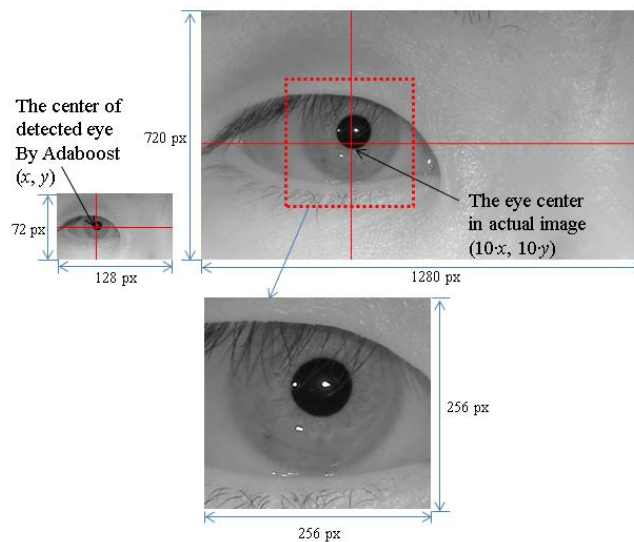 The center of
detected eye
By Adaboost
(x, y)
720 px
72 px
128 px
The eye center
in actual image
(10·x, 10·y)
1280 px
256 px
256 px